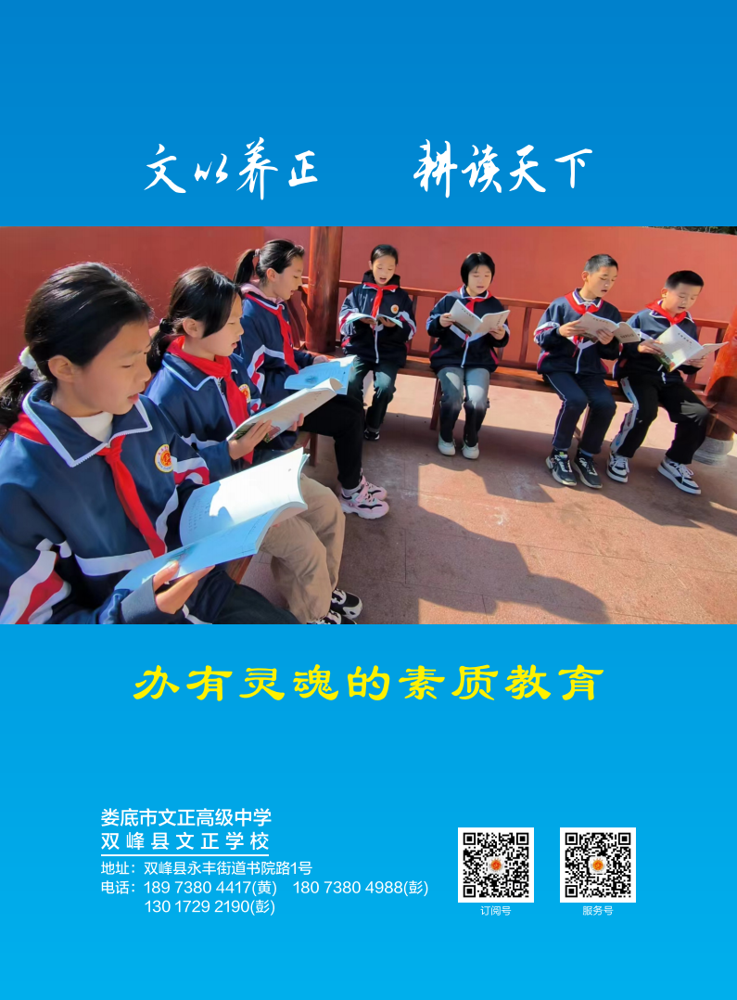 文以养正 耕读天下
办有灵魂的素质教育
娄底市文正高级中学
双峰县文正学校
地址：双峰县永丰街道书院路1号
电话：189 7380 4417(黄) 180 7380 4988(彭)
130 1729 2190(彭)
订阅号 服务号